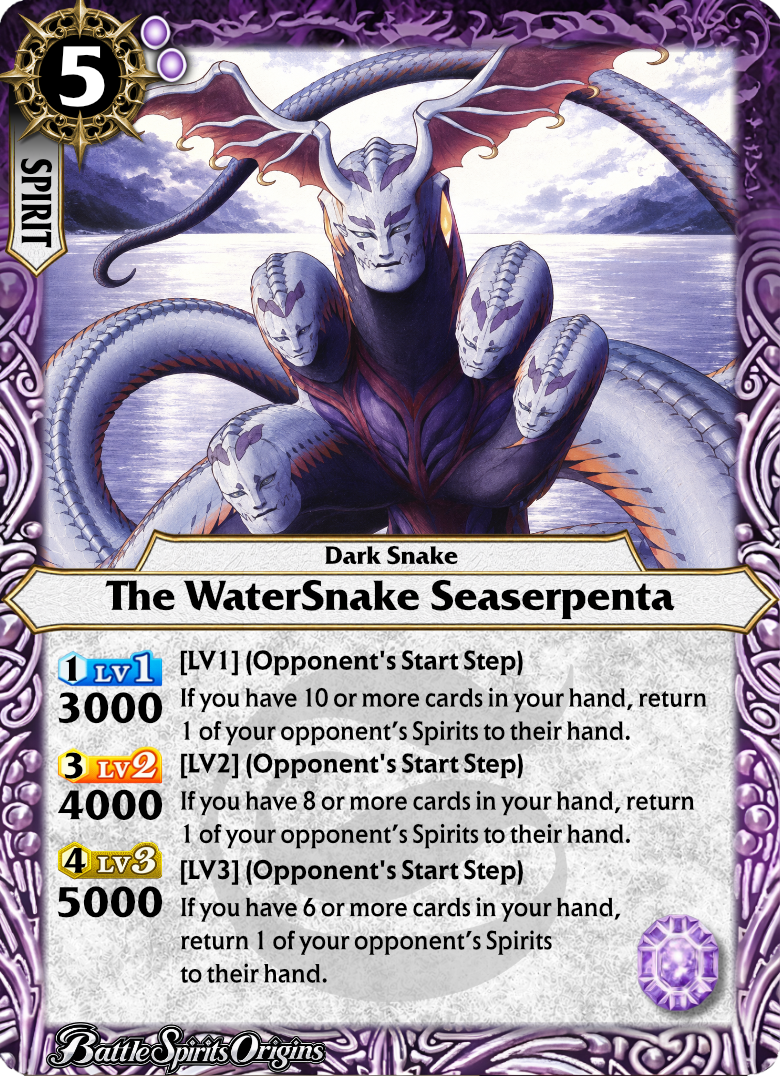 5
SPIRIT
Dark Snake
The WaterSnake Seaserpenta
1 LV1
3000
[LV1] (Opponent's Start Step)
If you have 10 or more cards in your hand, return
1 of your opponent's Spirits to their hand.
3 LV2
4000
[LV2] (Opponent's Start Step)
If you have 8 or more cards in your hand, return
1 of your opponent's Spirits to their hand.
4 LV3
5000
[LV3] (Opponent's Start Step)
If you have 6 or more cards in your hand,
return 1 of your opponent's Spirits
to their hand.
Battle Spirits Origins